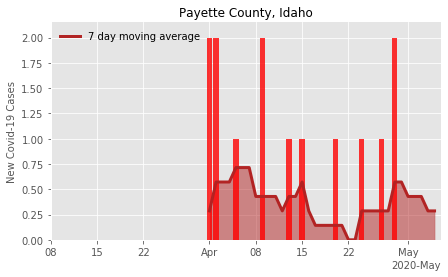 Payette County, Idaho
7 day moving average
New Covid-19 Cases
2.00
1.75
1.50
1.25
1.00
0.75
0.50
0.25
0.00
08
15
22
Apr
08
15
22
May
2020-May